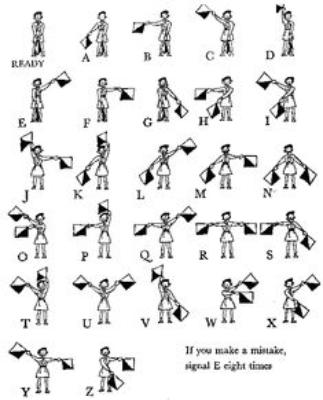 READY A B C D
E F G H I
J K L M N
O P Q R S
T U V W X
Y Z
If you make a mistake,
signal E eight times